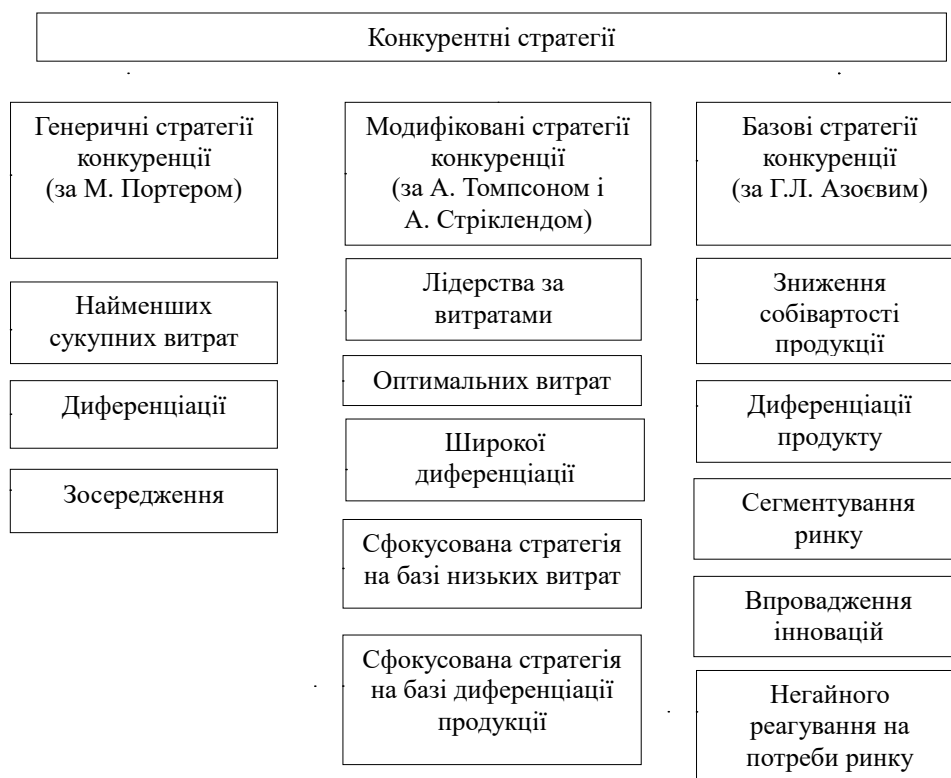 Конкурентні стратегії
Генеричні стратегії
конкуренції
(за М. Портером)
Найменших
сукупних витрат
Диференціації
Зосередження
Модифіковані стратегії
конкуренції
(за А. Томпсоном і
А. Стріклендом)
Лідерства за
витратами
Оптимальних витрат
Широкої
диференціації
Сфокусована стратегія
на базі низьких витрат
Сфокусована стратегія
на базі диференціації
продукції
Базові стратегії
конкуренції
(за Г.Л. Азоєвим)
Зниження
собівартості
продукції
Диференціації
продукту
Сегментування
ринку
Впровадження
інновацій
Негайного
реагування на
потреби ринку